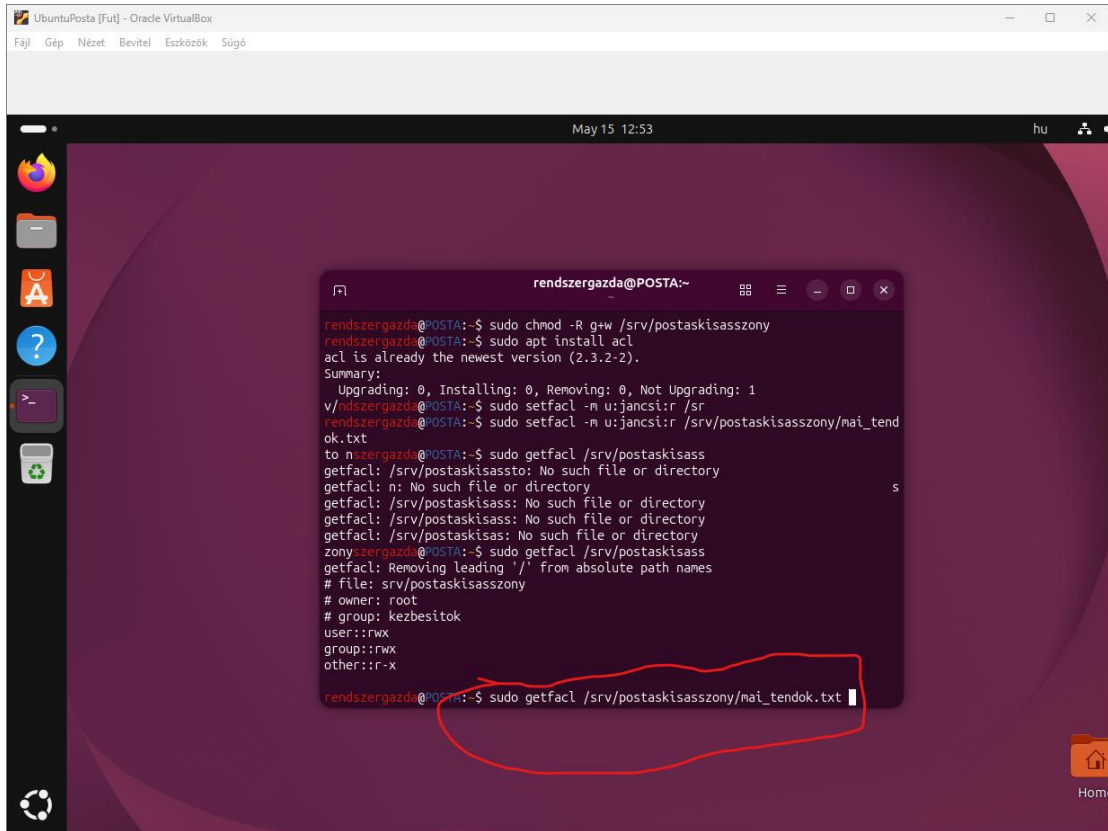 UbuntuPosta [Fut] - Oracle VirtualBox
Fájl Gép Nézet Bevitel Eszközök Súgó
May 15 12:53
hu
rendszergazda@POSTA:~
~
rendszergazda@POSTA:~$ sudo chmod -R g+w /srv/postaskisasszony
rendszergazda@POSTA:~$ sudo apt install acl
acl is already the newest version (2.3.2-2).
Summary:
Upgrading: 0, Installing: 0, Removing: 0, Not Upgrading: 1
v/ndszergazda@POSTA:~$ sudo setfacl -m u:jancsi:r /sr
rendszergazda@POSTA:~$ sudo setfacl -m u:jancsi:r /srv/postaskisasszony/mai_tend
ok.txt
to nszergazda@POSTA:~$ sudo getfacl /srv/postaskisass
getfacl: /srv/postaskisassto: No such file or directory
getfacl: n: No such file or directory s
getfacl: /srv/postaskisass: No such file or directory
getfacl: /srv/postaskisass: No such file or directory
getfacl: /srv/postaskisas: No such file or directory
zonyszergazda@POSTA:~$ sudo getfacl /srv/postaskisass
getfacl: Removing leading '/' from absolute path names
# file: srv/postaskisasszony
# owner: root
# group: kezbesitok
user::rwx
group::rwx
other::r-x
rendszergazda@POSTA:~$ sudo getfacl /srv/postaskisasszony/mai_tendok.txt
Home